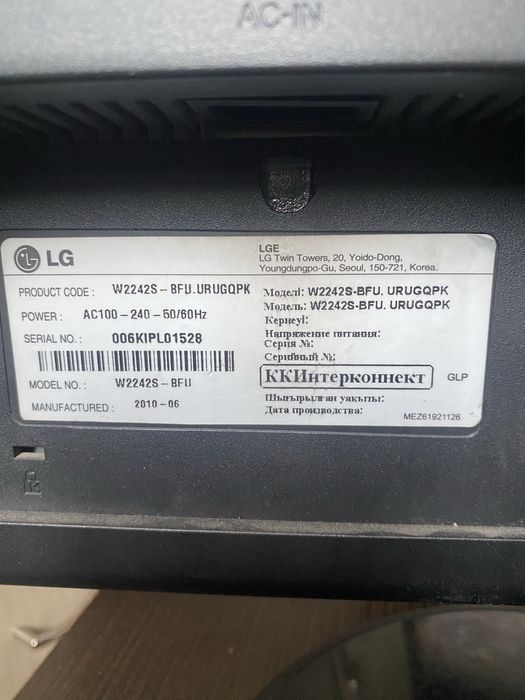 AC-IN
LG
LGE
LG Twin Towers, 20, Yoido-Dong,
Youngdungpo-Gu, Seoul, 150-721, Korea.
PRODUCT CODE : W2242S-BFU.URUGQPK
POWER : AC100-240-50/60Hz
SERIAL NO. : 006KIPL01528
MODEL NO. : W2242S-BFU
MANUFACTURED : 2010-06
Моделі: W2242S-BFU. URUGQPK
Модель: W2242S-BFU. URUGQPK
Кернеуі:
Напряжение питания:
Серия №:
Серийный №:
ККИнтерконнект GLP
Шығырылған уакыты:
Дата производства:
MEZ61921126